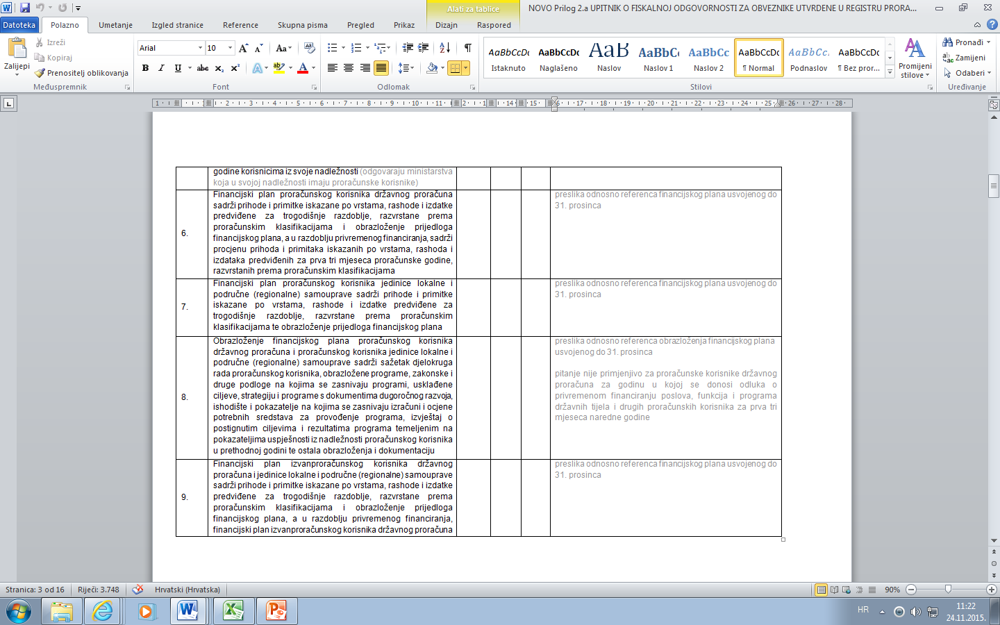 Alati za tablice
NOVO Prilog 2.a UPITNIK O FISKALNOJ ODGOVORNOSTI ZA OBVEZNIKE UTVRĐENE U REGISTRU PRORA...
Datoteka Polazno Umetanje Izgled stranice Reference Skupna pisma Pregled Prikaz Dizajn Raspored
Zalijepi
Izreži
Kopiraj
Prenositelj oblikovanja
Međuspremnik
Arial 10
Font
Odlomak
AaBbCcDc AaBbCcDc AaB AaBbCc AaBbCc AaBbCcDc AaBbCc. AaBbCcDc
Istaknuto Naglašeno Naslov Naslov 1 Naslov 2 ¶ Normal Podnaslov ¶ Bez pror...
Stilovi
Promijeni
stilove
Pronađi
Zamijeni
Odaberi
Uređivanje
godine korisnicima iz svoje nadležnosti (odgovaraju ministarstva
koja u svojoj nadležnosti imaju proračunske korisnike)
6.
Financijski plan proračunskog korisnika državnog proračuna
sadrži prihode i primitke iskazane po vrstama, rashode i izdatke
predviđene za trogodišnje razdoblje, razvrstane prema
proračunskim klasifikacijama i obrazloženje prijedloga
financijskog plana, a u razdoblju privremenog financiranja, sadrži
procjenu prihoda i primitaka iskazanih po vrstama, rashoda i
izdataka predviđenih za prva tri mjeseca proračunske godine,
razvrstanih prema proračunskim klasifikacijama
preslika odnosno referenca financijskog plana usvojenog do
31. prosinca
7.
Financijski plan proračunskog korisnika jedinice lokalne i
područne (regionalne) samouprave sadrži prihode i primitke
iskazane po vrstama, rashode i izdatke predviđene za
trogodišnje razdoblje, razvrstane prema proračunskim
klasifikacijama te obrazloženje prijedloga financijskog plana
preslika odnosno referenca financijskog plana usvojenog do
31. prosinca
8.
Obrazloženje financijskog plana proračunskog korisnika
državnog proračuna i proračunskog korisnika jedinice lokalne i
područne (regionalne) samouprave sadrži sažetak djelokruga
rada proračunskog korisnika, obrazložene programe, zakonske i
druge podloge na kojima se zasnivaju programi, usklađene
ciljeve, strategiju i programe s dokumentima dugoročnog razvoja,
ishodište i pokazatelje na kojima se zasnivaju izračuni i ocjene
potrebnih sredstava za provođenje programa, izvještaj o
postignutim ciljevima i rezultatima programa temeljenim na
pokazateljima uspješnosti iz nadležnosti proračunskog korisnika
u prethodnoj godini te ostala obrazloženja i dokumentaciju
preslika odnosno referenca obrazloženja financijskog plana
usvojenog do 31. prosinca
pitanje nije primjenjivo za proračunske korisnike državnog
proračuna za godinu u kojoj se donosi odluka o
privremenom financiranju poslova, funkcija i programa
državnih tijela i drugih proračunskih korisnika za prva tri
mjeseca naredne godine
9.
Financijski plan izvanproračunskog korisnika državnog
proračuna i jedinice lokalne i područne (regionalne) samouprave
sadrži prihode i primitke iskazane po vrstama, rashode i izdatke
predviđene za trogodišnje razdoblje, razvrstane prema
proračunskim klasifikacijama i obrazloženje prijedloga
financijskog plana, a u razdoblju privremenog financiranja,
financijski plan izvanproračunskog korisnika državnog proračuna
preslika odnosno referenca financijskog plana usvojenog do
31. prosinca
Stranica: 3 od 16 Riječi: 3.748 Hrvatski (Hrvatska) 90%
HR
11:22
24.11.2015.